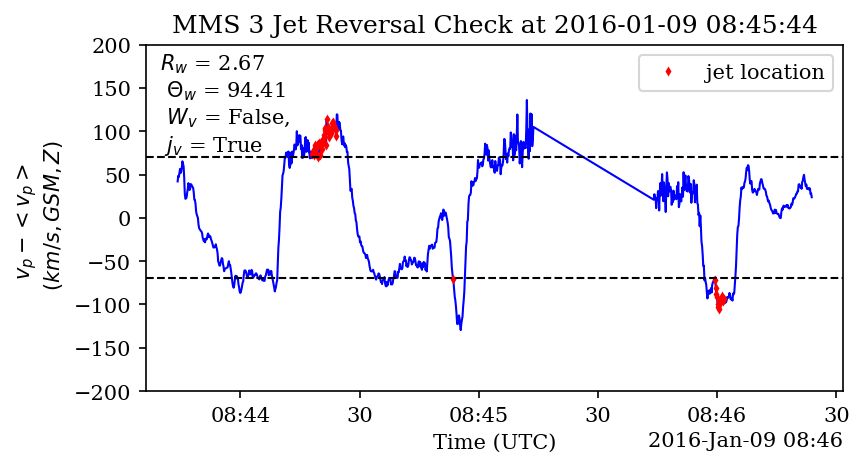 MMS 3 Jet Reversal Check at 2016-01-09 08:45:44
R_w = 2.67
Θ_w = 94.41
W_v = False,
j_v = True
jet location
v_p − <v_p>
(km/s, GSM, Z)
200
150
100
50
0
−50
−100
−150
−200
08:44 30 08:45 30 08:46 30
Time (UTC) 2016-Jan-09 08:46